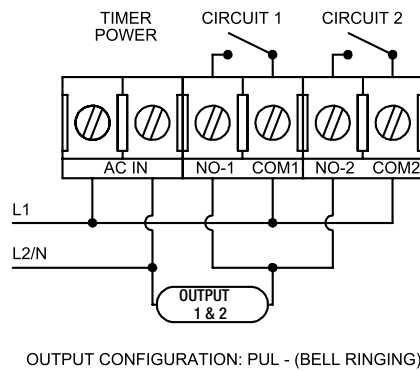 TIMER
POWER
CIRCUIT 1
CIRCUIT 2
AC IN
NO-1
COM1
NO-2
COM2
L1
L2/N
OUTPUT
1 & 2
OUTPUT CONFIGURATION: PUL - (BELL RINGING)